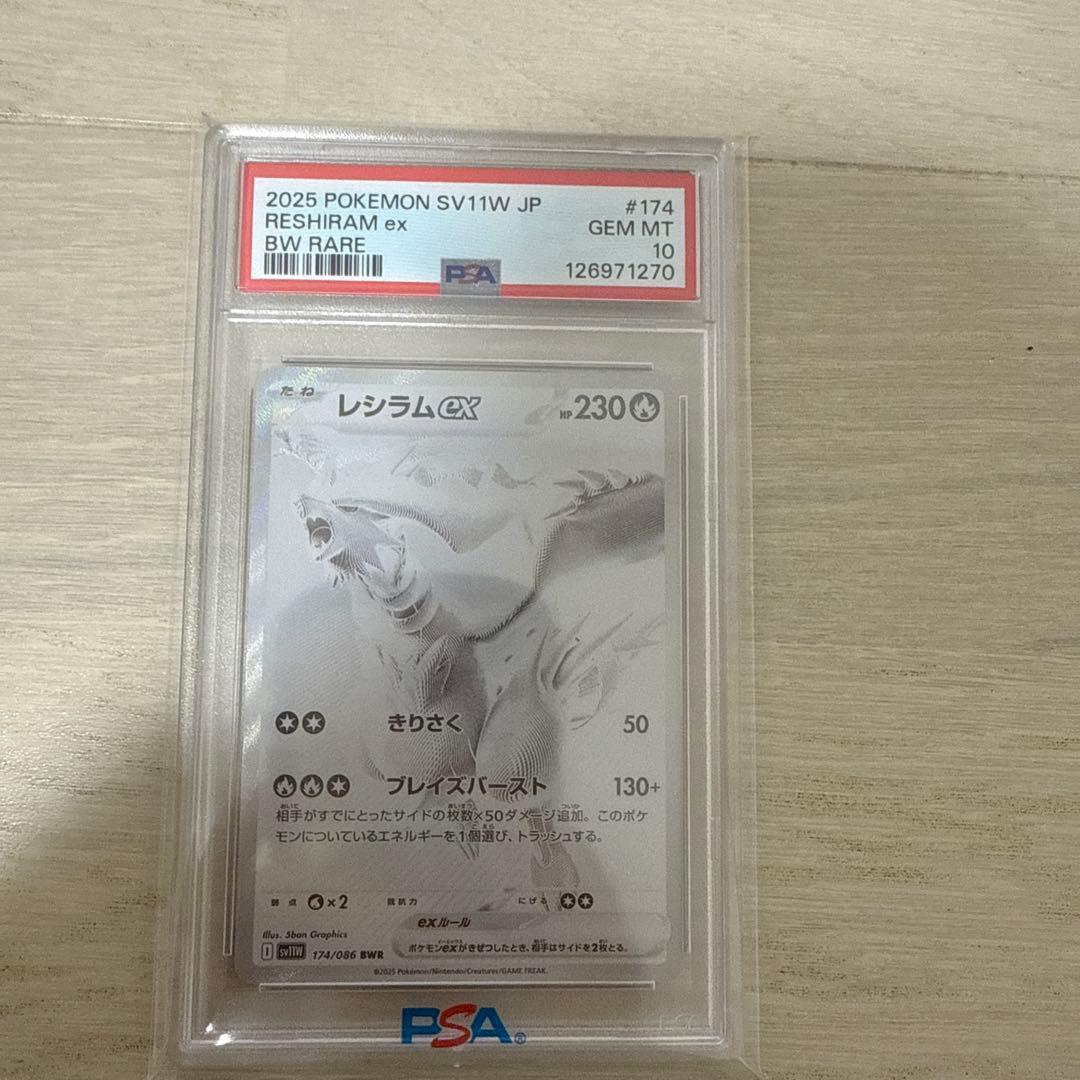 2025 POKEMON SV11W JP #174
RESHIRAM ex GEM MT
BW RARE 10
126971270
PSA
たね レシラムex HP 230
きりさく 50
ブレイズバースト 130+
相手がすでにとったサイドの枚数×50ダメージ追加。このポケ
モンについているエネルギーを1個選び、トラッシュする。
弱点 ×2 抵抗力 にげる
exルール
ポケモンexがきぜつしたとき、相手はサイドを2枚とる。
Illus. 5ban Graphics
I sv11W 174/086 BWR
©2025 Pokémon/Nintendo/Creatures/GAME FREAK.
PSA®